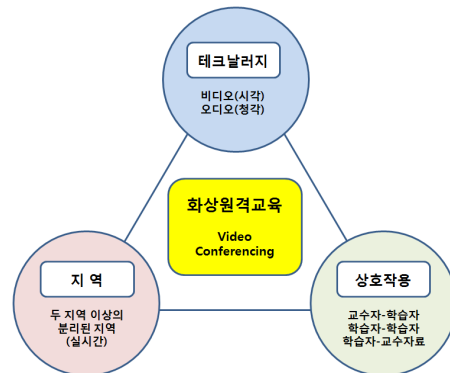 테크날러지
비디오(시각)
오디오(청각)
화상원격교육
Video
Conferencing
지 역
두 지역 이상의
분리된 지역
(실시간)
상호작용
교수자-학습자
학습자-학습자
학습자-교수자료